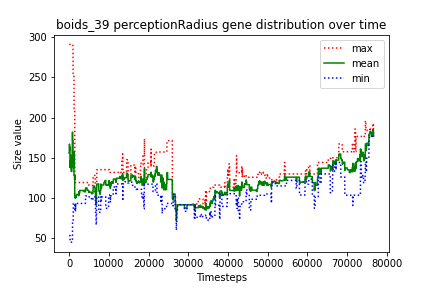 boids_39 perceptionRadius gene distribution over time
300
250
200
150
100
50
Size value
max
mean
min
0
10000
20000
30000
40000
50000
60000
70000
80000
Timesteps